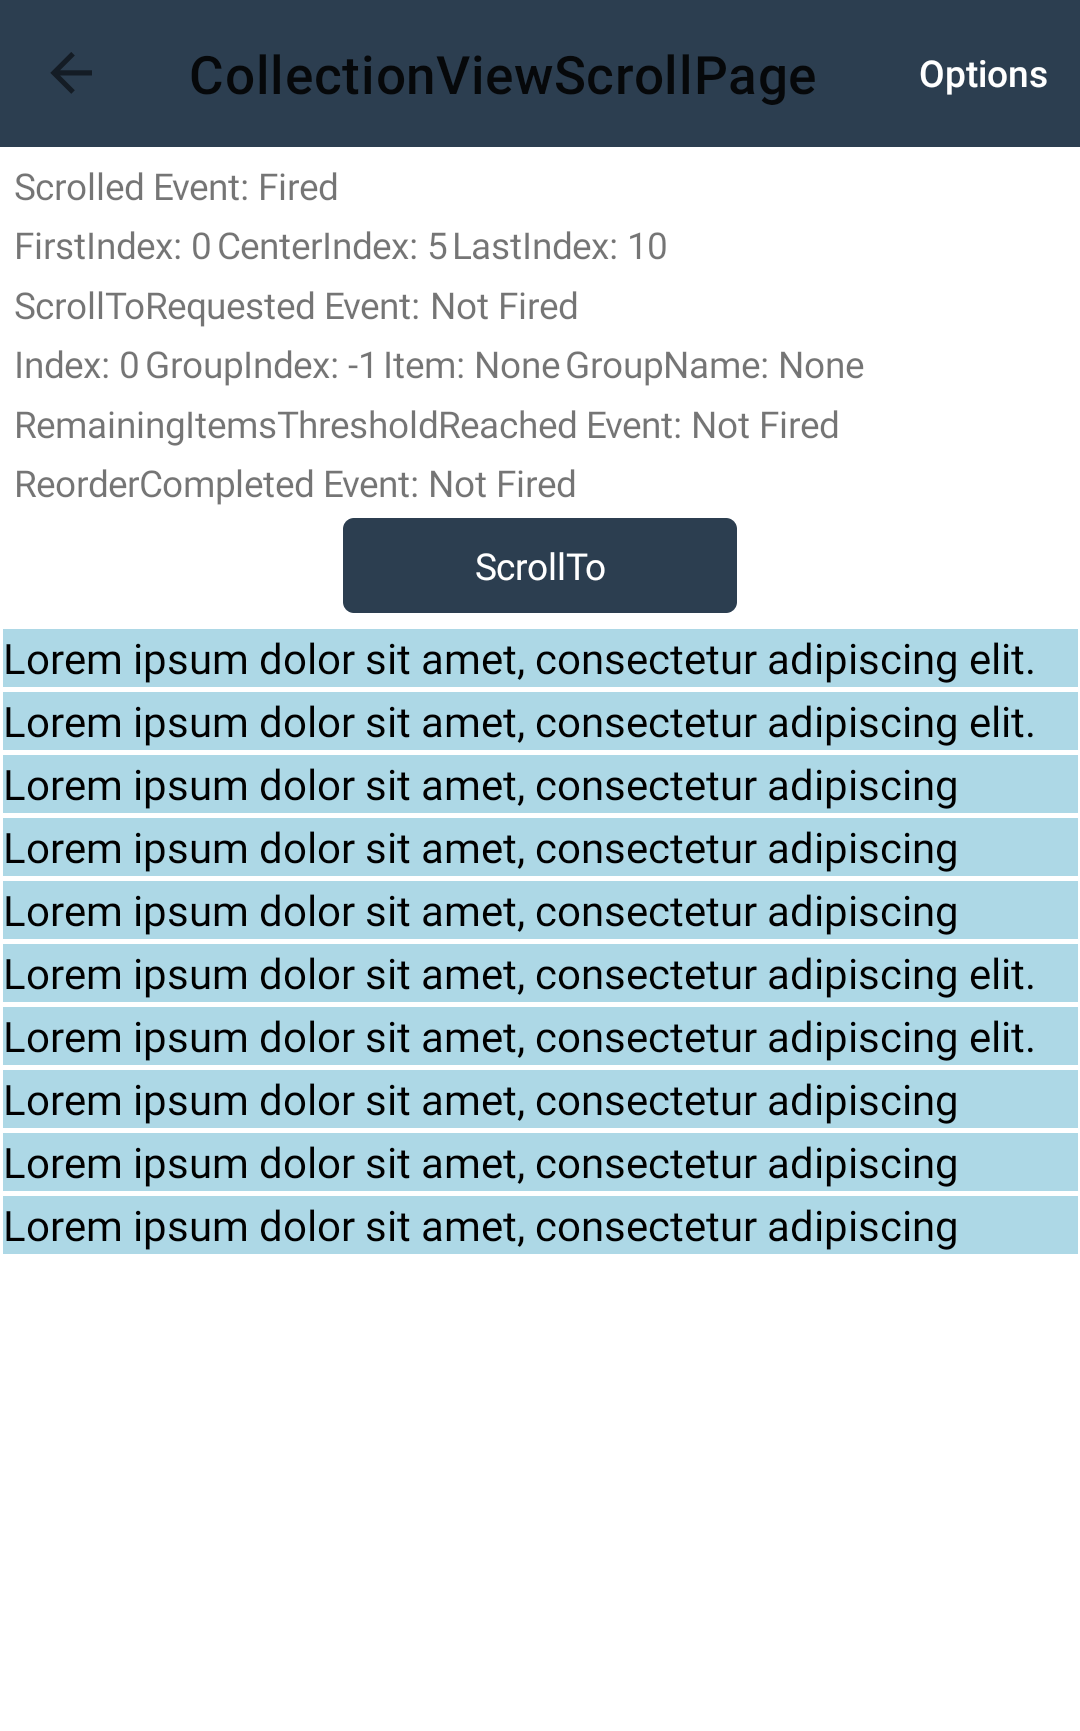 CollectionViewScrollPage Options
Scrolled Event: Fired
FirstIndex: 0 CenterIndex: 5 LastIndex: 10
ScrollToRequested Event: Not Fired
Index: 0 GroupIndex: -1 Item: None GroupName: None
RemainingItemsThresholdReached Event: Not Fired
ReorderCompleted Event: Not Fired
ScrollTo
Lorem ipsum dolor sit amet, consectetur adipiscing elit.
Lorem ipsum dolor sit amet, consectetur adipiscing elit.
Lorem ipsum dolor sit amet, consectetur adipiscing
Lorem ipsum dolor sit amet, consectetur adipiscing
Lorem ipsum dolor sit amet, consectetur adipiscing
Lorem ipsum dolor sit amet, consectetur adipiscing elit.
Lorem ipsum dolor sit amet, consectetur adipiscing elit.
Lorem ipsum dolor sit amet, consectetur adipiscing
Lorem ipsum dolor sit amet, consectetur adipiscing
Lorem ipsum dolor sit amet, consectetur adipiscing